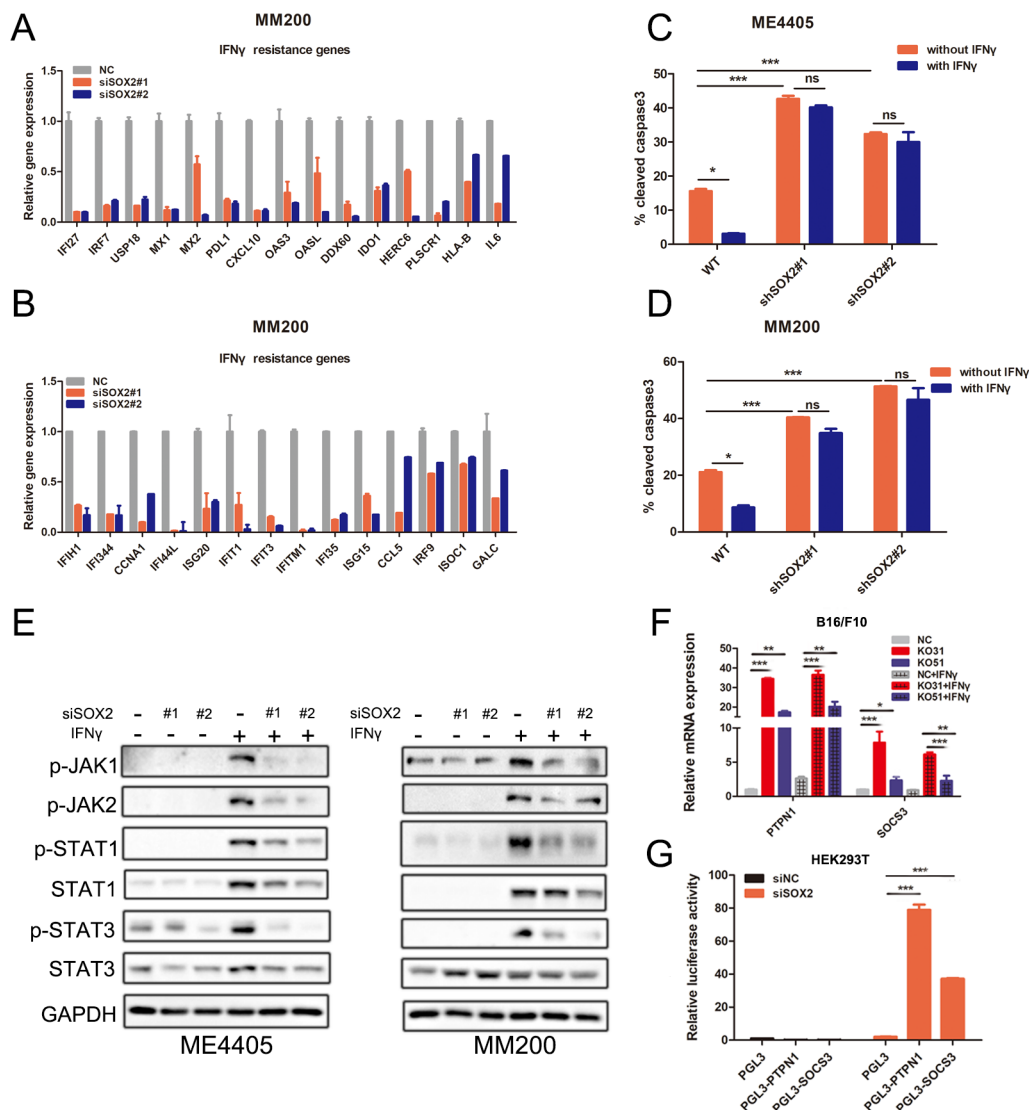 A
MM200
IFNγ resistance genes
NC
siSOX2#1
siSOX2#2
Relative gene expression
1.5
1.0
0.5
0.0
IFI27
IRF7
USP18
MX1
MX2
PDL1
CXCL10
OAS3
OASL
DDX60
IDO1
HERC6
PLSCR1
HLA-B
IL6
B
MM200
IFNγ resistance genes
NC
siSOX2#1
siSOX2#2
Relative gene expression
1.5
1.0
0.5
0.0
IFIH1
IFI344
CCNA1
IFI44L
ISG20
IFIT1
IFIT3
IFITM1
IFI35
ISG15
CCL5
IRF9
ISOC1
GALC
C
ME4405
without IFNγ
with IFNγ
% cleaved caspase3
50
40
30
20
10
0
***
***
ns
ns
*
WT
shSOX2#1
shSOX2#2
D
MM200
without IFNγ
with IFNγ
% cleaved caspase3
60
40
20
0
***
ns
***
ns
*
WT
shSOX2#1
shSOX2#2
E
siSOX2 - #1 #2 - #1 #2
IFNγ - - - + + +
siSOX2 - #1 #2 - #1 #2
IFNγ - - - + + +
p-JAK1
p-JAK2
p-STAT1
STAT1
p-STAT3
STAT3
GAPDH
ME4405
MM200
F
B16/F10
NC
KO31
KO51
NC+IFNγ
KO31+IFNγ
KO51+IFNγ
Relative mRNA expression
50
40
30
20
10
10
5
0
**
***
**
***
*
***
**
***
PTPN1
SOCS3
G
HEK293T
siNC
siSOX2
Relative luciferase activity
100
80
60
40
20
0
***
***
PGL3
PGL3-PTPN1
PGL3-SOCS3
PGL3
PGL3-PTPN1
PGL3-SOCS3